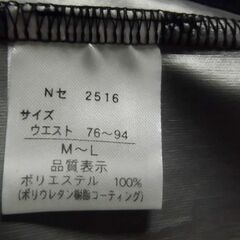 Nセ 2516
サイズ
ウエスト 76~94
M~L
品質表示
ポリエステル 100%
(ポリウレタン樹脂コーティング)